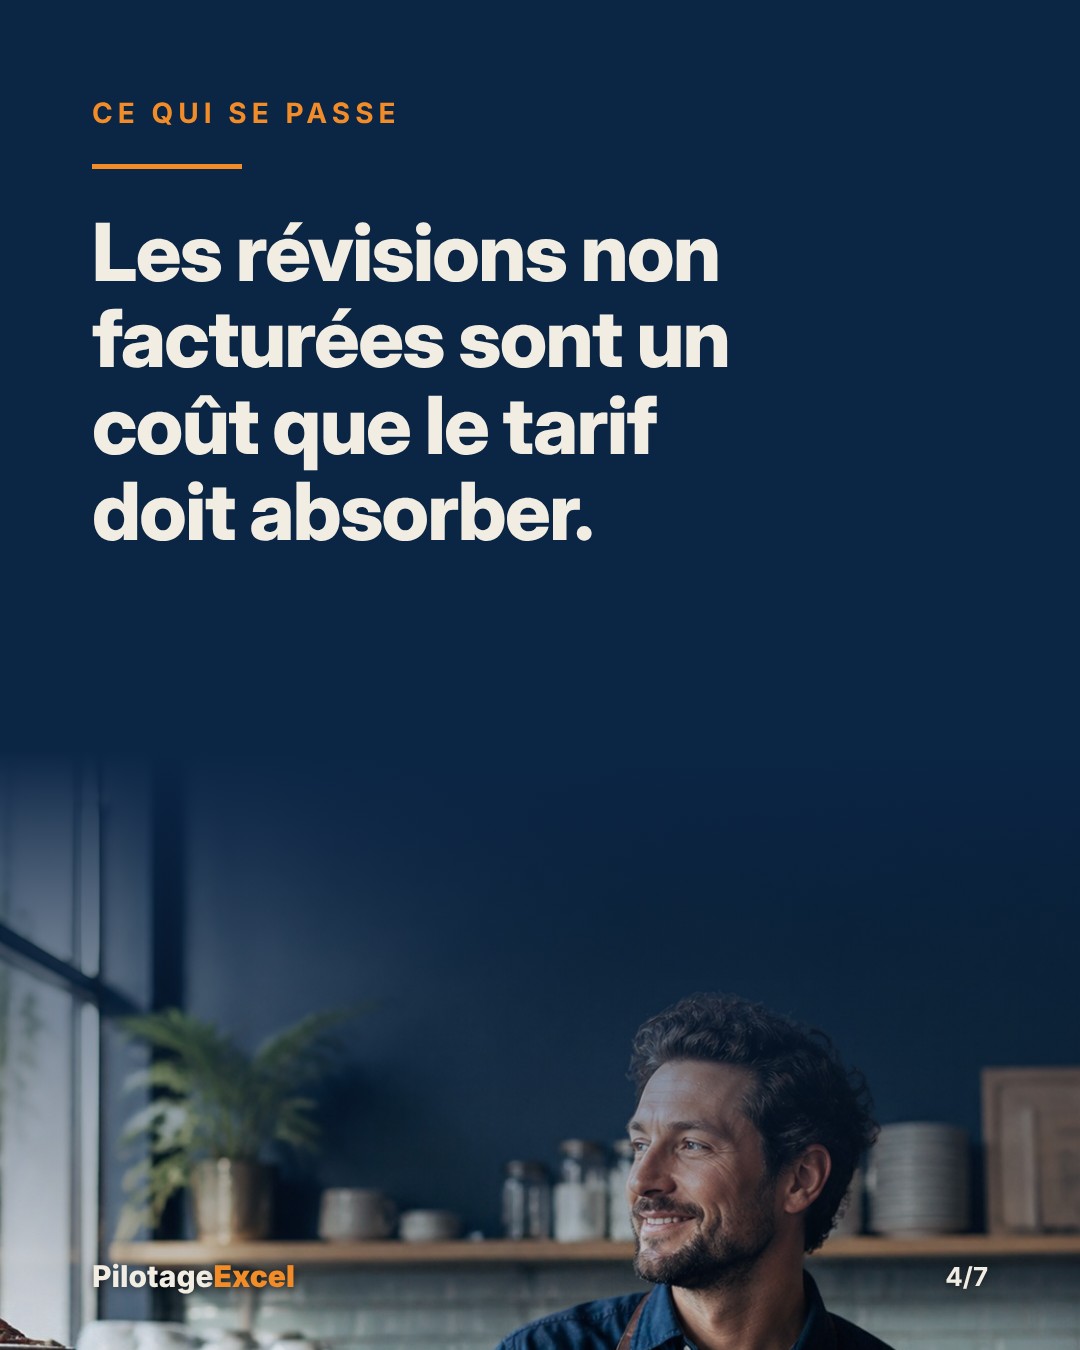 CE QUI SE PASSE
Les révisions non
facturées sont un
coût que le tarif
doit absorber.
PilotageExcel
4/7